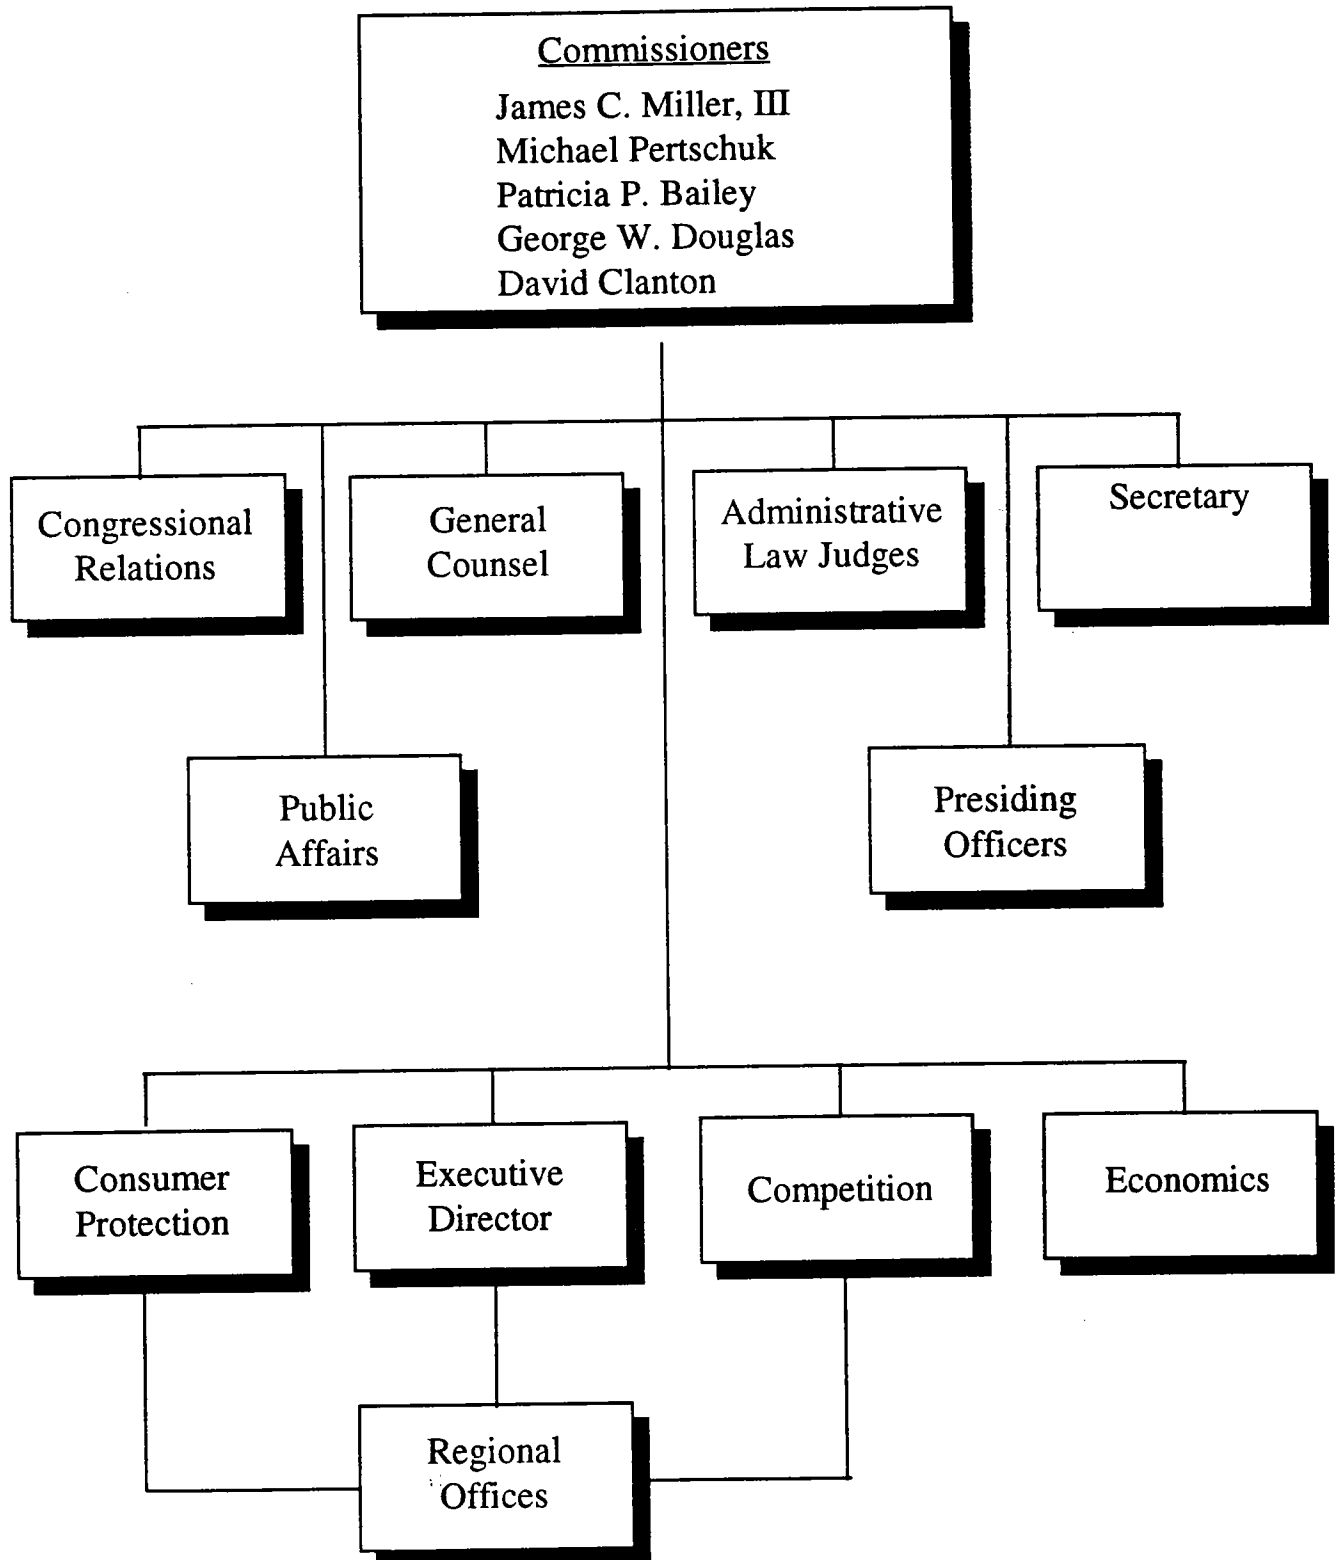 Commissioners
James C. Miller, III
Michael Pertschuk
Patricia P. Bailey
George W. Douglas
David Clanton
Congressional
Relations
General
Counsel
Administrative
Law Judges
Secretary
Public
Affairs
Presiding
Officers
Consumer
Protection
Executive
Director
Competition
Economics
Regional
Offices